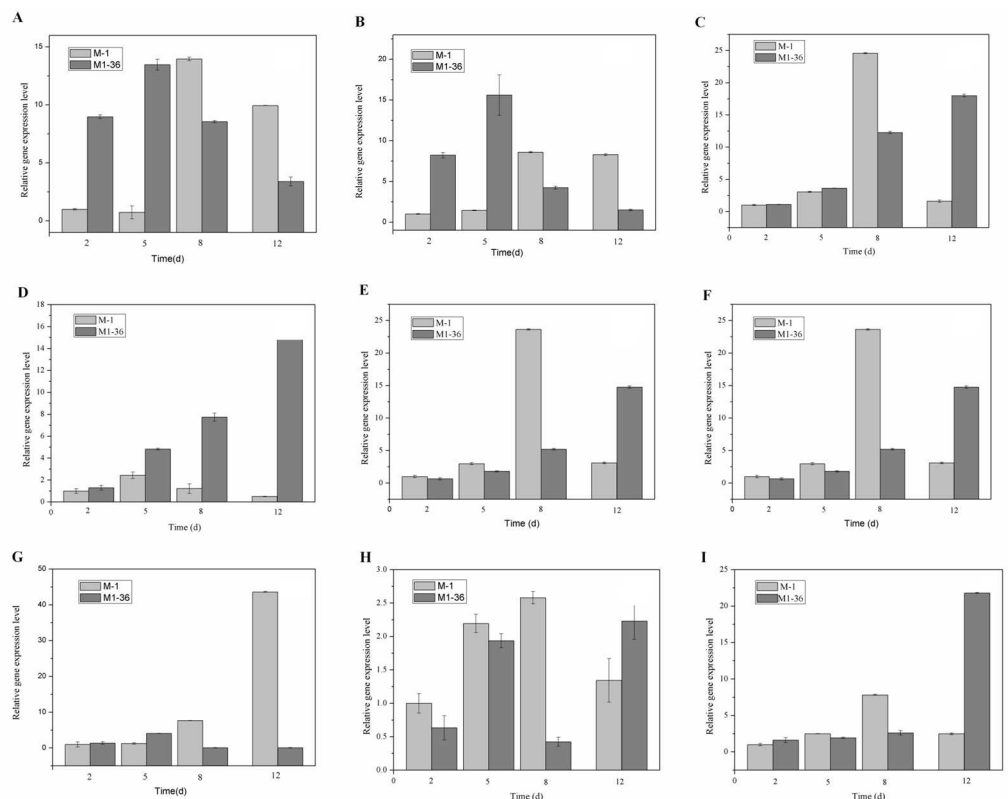 A
Relative gene expression level
15
10
5
0
M-1
M1-36
2 5 8 12
Time(d)
B
Relative gene expression level
20
15
10
5
0
M-1
M1-36
2 5 8 12
Time(d)
C
Relative gene expression level
25
20
15
10
5
0
M-1
M1-36
0 2 5 8 12
Time (d)
D
Relative gene expression level
18
16
14
12
10
8
6
4
2
0
M-1
M1-36
0 2 5 8 12
Time (d)
E
Relative gene expression level
25
20
15
10
5
0
M-1
M1-36
0 2 5 8 12
Time (d)
F
Relative gene expression level
25
20
15
10
5
0
M-1
M1-36
0 2 5 8 12
Time (d)
G
Relative gene expression level
50
40
30
20
10
0
M-1
M1-36
2 5 8 12
Time(d)
H
Relative gene expression level
3.0
2.5
2.0
1.5
1.0
0.5
0.0
M-1
M1-36
2 5 8 12
Time (d)
I
Relative gene expression level
25
20
15
10
5
0
M-1
M1-36
0 2 5 8 12
Time (d)